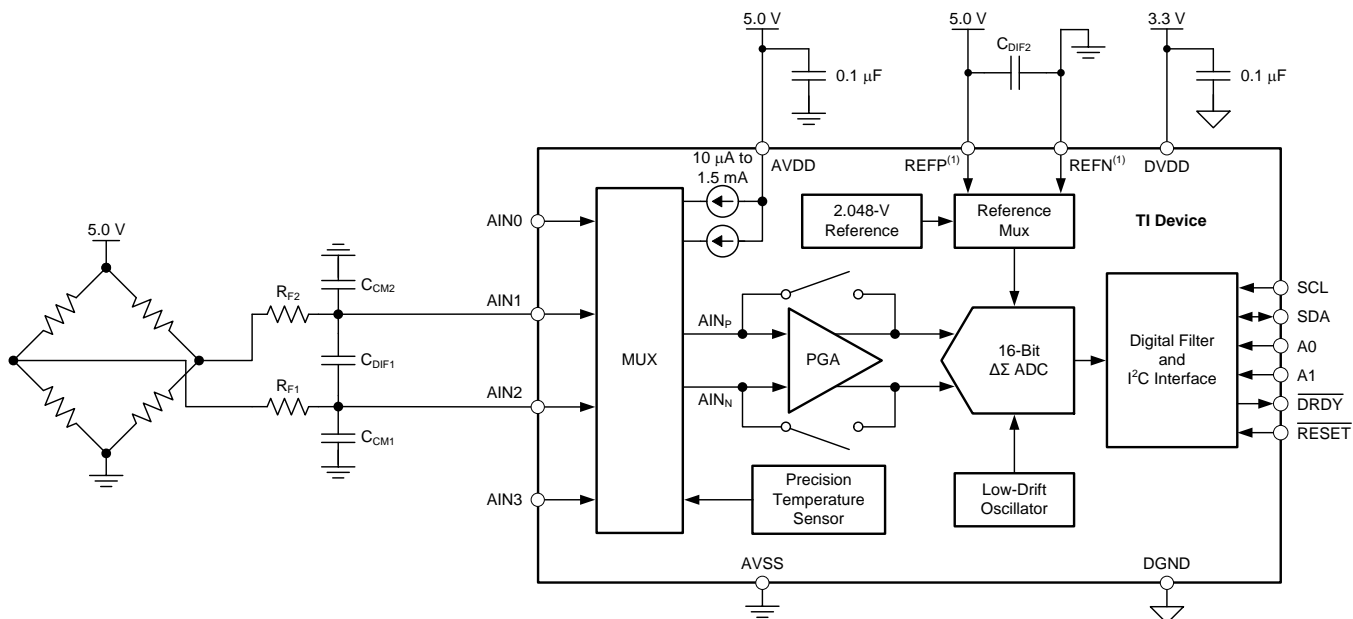 5.0 V
5.0 V
3.3 V
C_DIF2
0.1 μF
0.1 μF
10 μA to
1.5 mA
AVDD
REFP(1)
REFN(1)
DVDD
2.048-V
Reference
Reference
Mux
TI Device
AIN0
5.0 V
C_CM2
R_F2
AIN1
C_DIF1
R_F1
AIN2
C_CM1
AIN3
MUX
AIN_P
AIN_N
PGA
16-Bit
ΔΣ ADC
Digital Filter
and
I²C Interface
SCL
SDA
A0
A1
DRDY
RESET
Precision
Temperature
Sensor
Low-Drift
Oscillator
AVSS
DGND